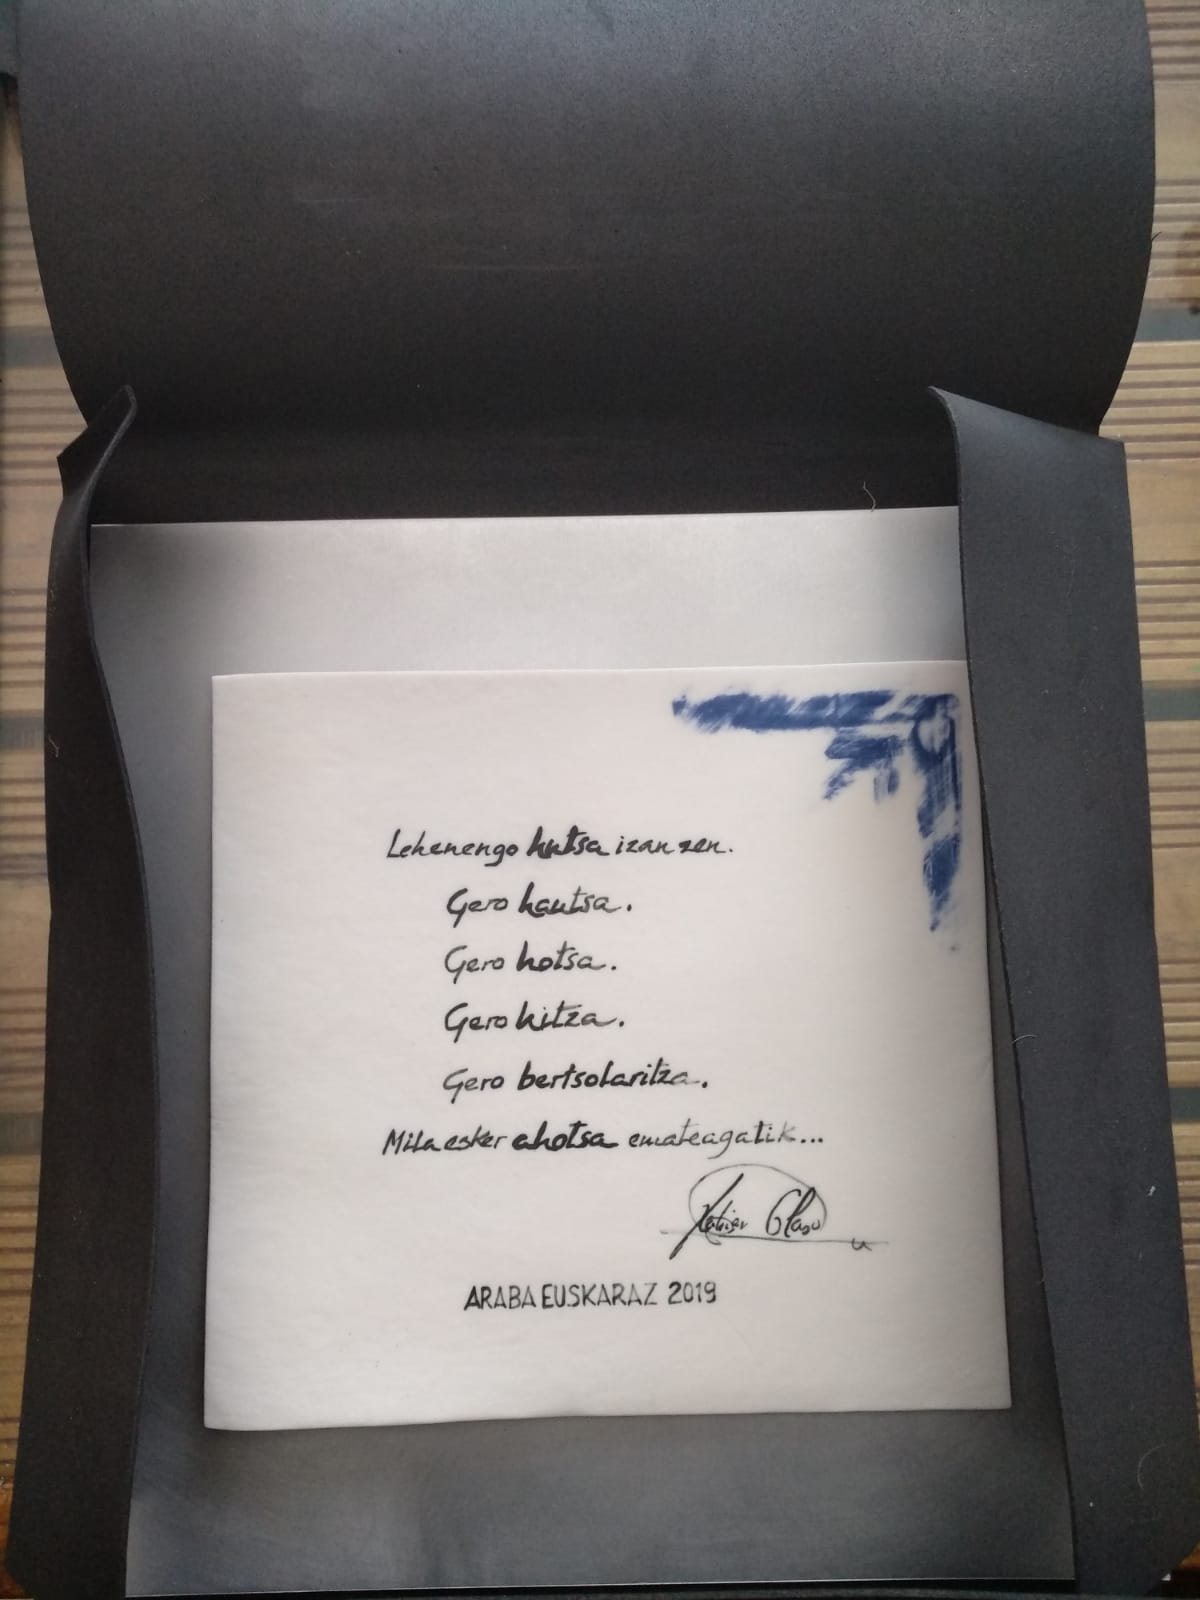 Lehenengo hutsa izan zen.
Gero hautsa.
Gero hotsa.
Gero hitza.
Gero bertsolaritza.
Mila esker ahotsa emateagatik...
Xabier
ARABA EUSKARAZ 2019